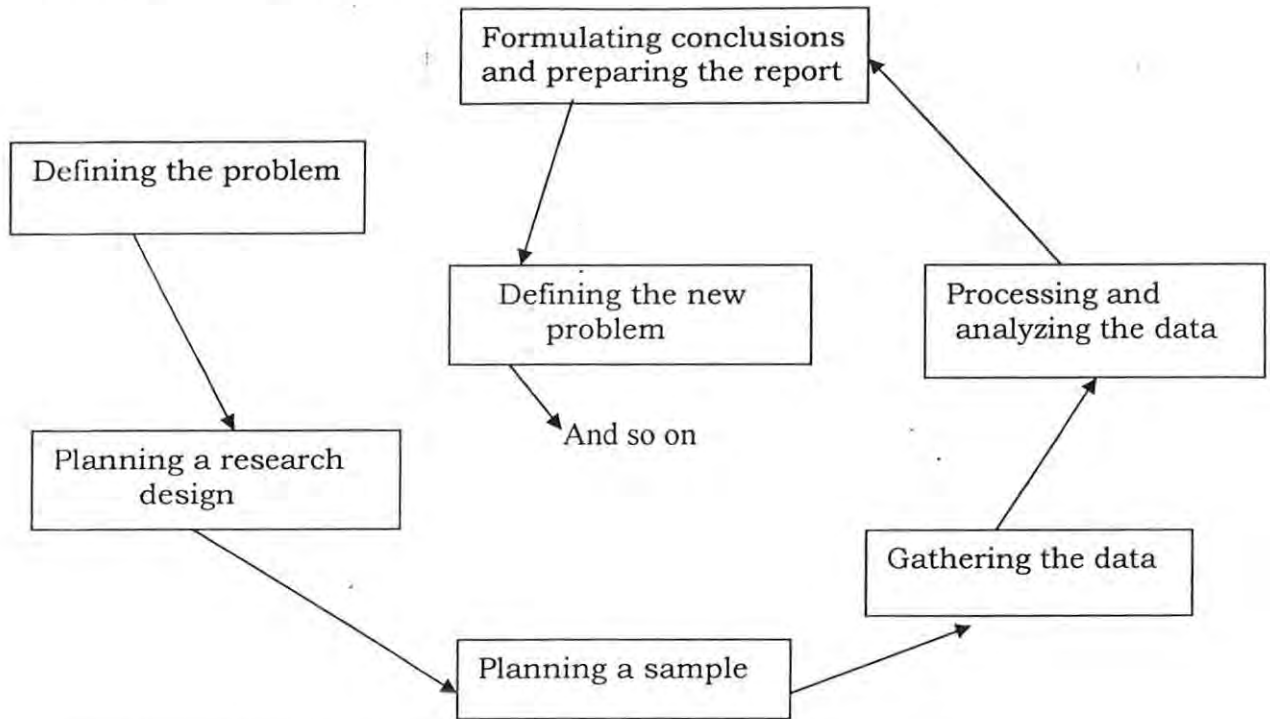 Formulating conclusions
and preparing the report
Defining the problem
Defining the new
problem
Processing and
analyzing the data
And so on
Planning a research
design
Gathering the data
Planning a sample